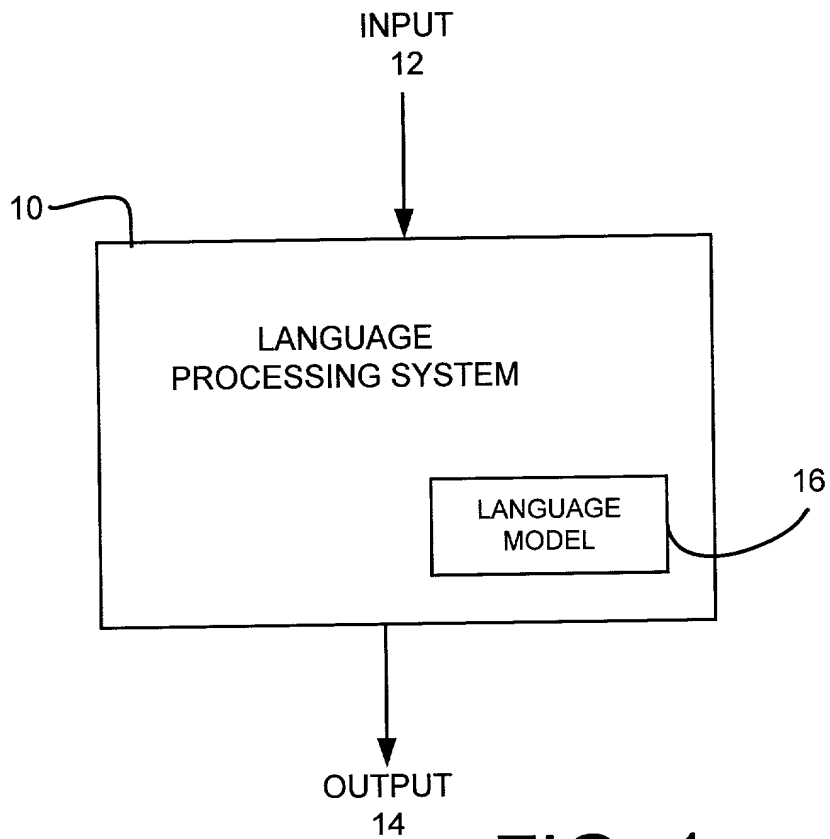 INPUT
12
10
LANGUAGE
PROCESSING SYSTEM
16
LANGUAGE
MODEL
OUTPUT
14